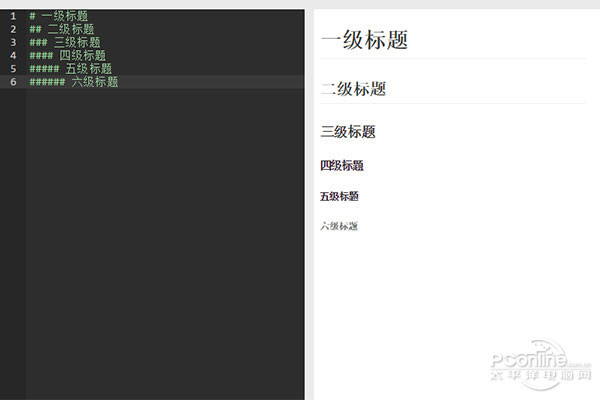 1 # 一级标题
2 ## 二级标题
3 ### 三级标题
4 #### 四级标题
5 ##### 五级标题
6 ###### 六级标题
一级标题
二级标题
三级标题
四级标题
五级标题
六级标题
PConline.com.cn
太平洋电脑网